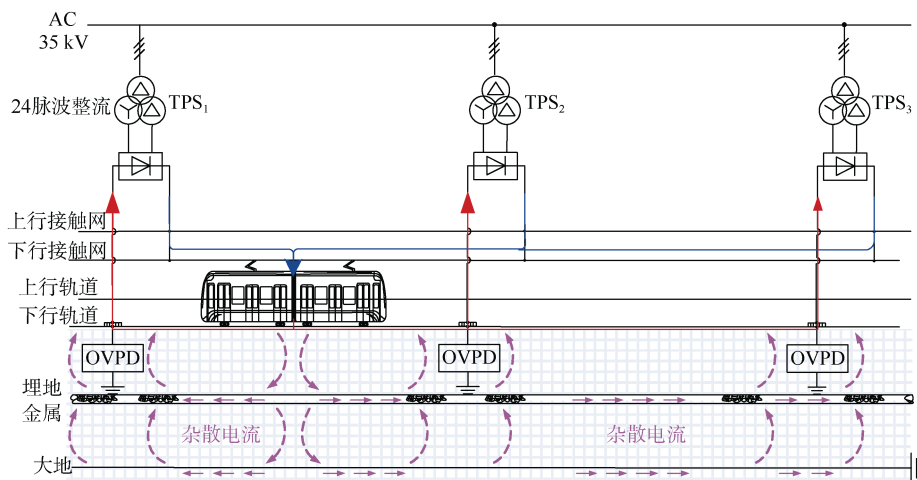 AC
35 kV
24脉波整流
TPS1
TPS2
TPS3
上行接触网
下行接触网
上行轨道
下行轨道
OVPD
OVPD
OVPD
埋地
金属
杂散电流
杂散电流
大地